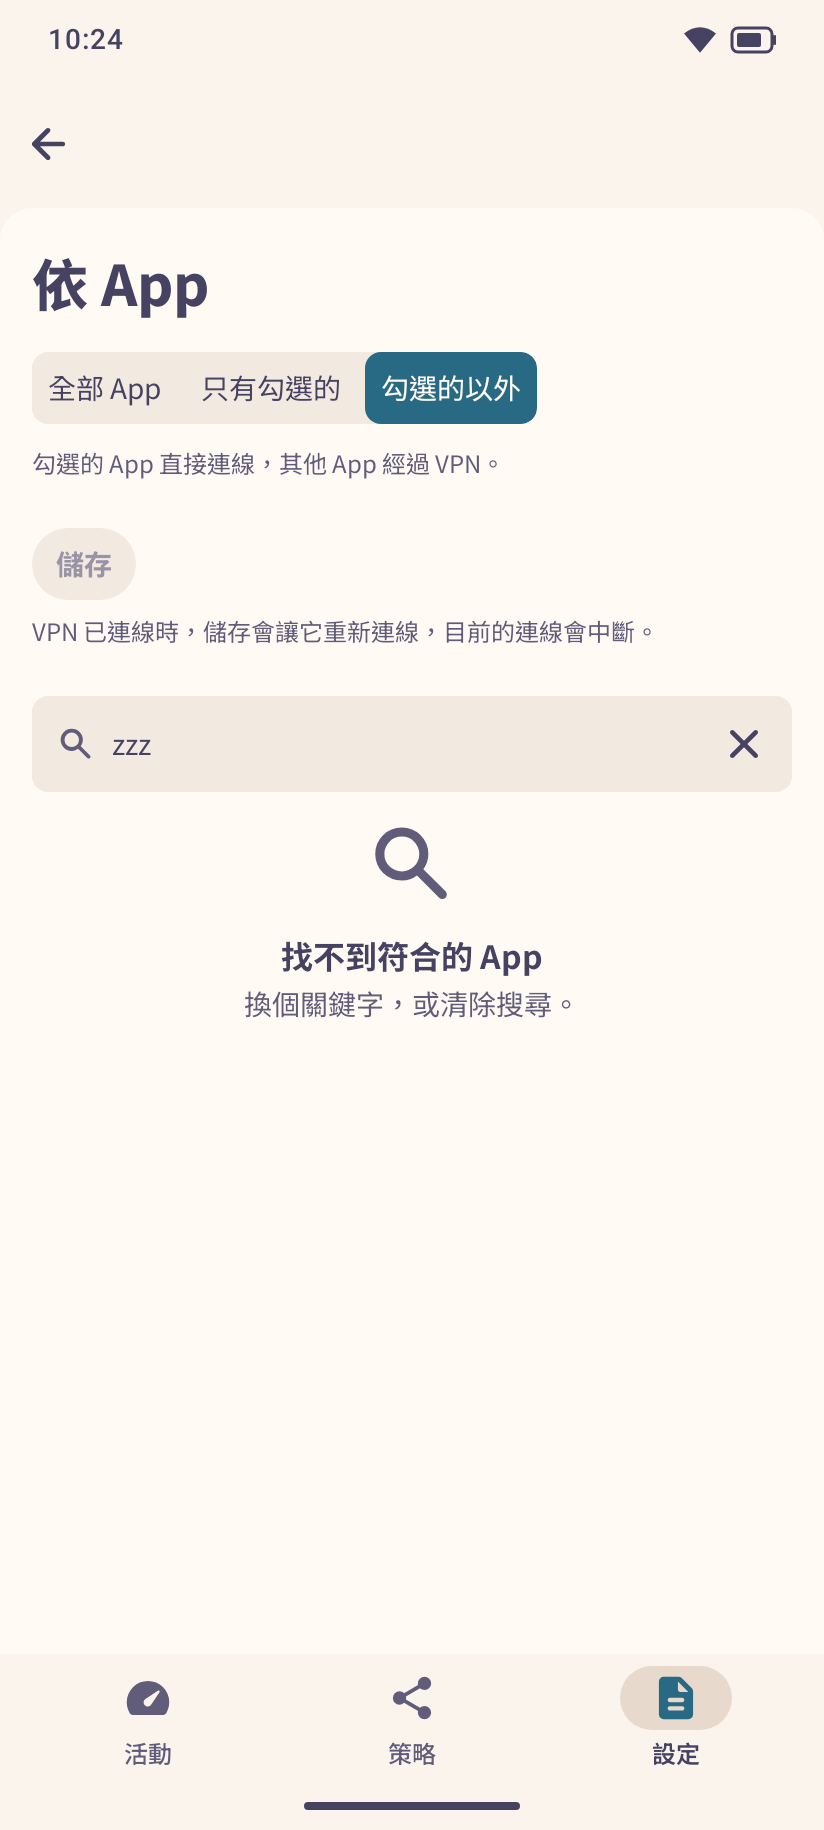 10:24
依 App
全部 App 只有勾選的 勾選的以外
勾選的 App 直接連線，其他 App 經過 VPN。
儲存
VPN 已連線時，儲存會讓它重新連線，目前的連線會中斷。
zzz
找不到符合的 App
換個關鍵字，或清除搜尋。
活動 策略 設定